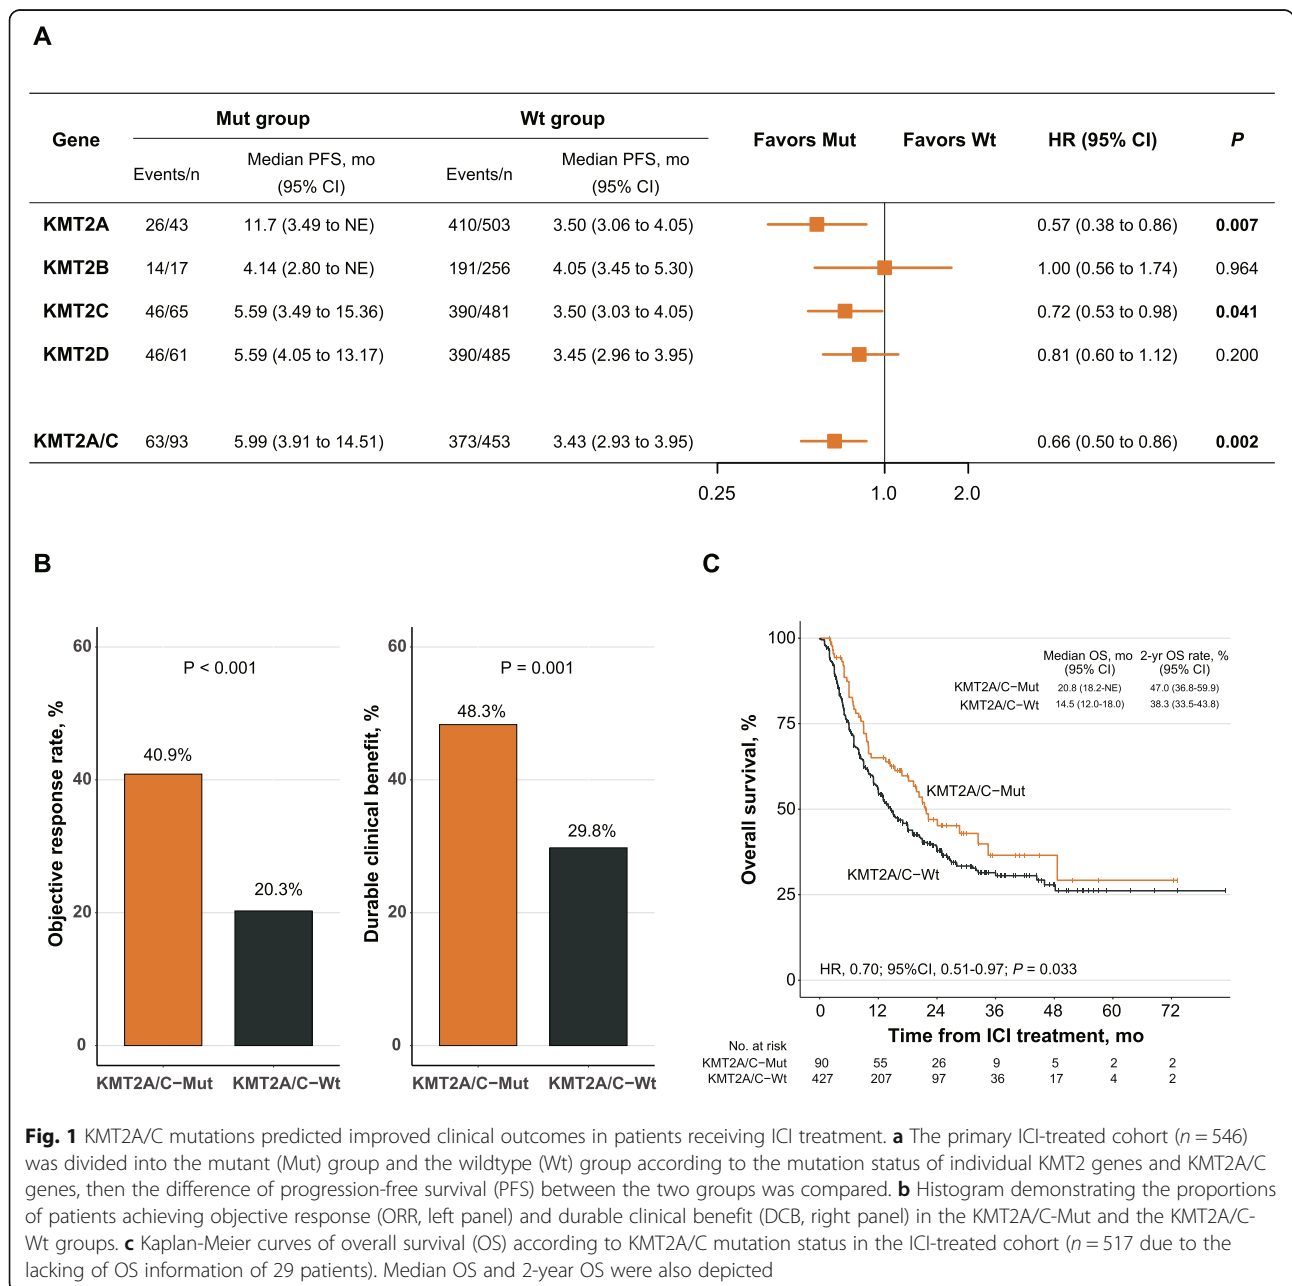 A
Mut group Wt group
Gene Favors Mut Favors Wt HR (95% CI) P
Events/n Median PFS, mo (95% CI) Events/n Median PFS, mo (95% CI)
KMT2A 26/43 11.7 (3.49 to NE) 410/503 3.50 (3.06 to 4.05) 0.57 (0.38 to 0.86) 0.007
KMT2B 14/17 4.14 (2.80 to NE) 191/256 4.05 (3.45 to 5.30) 1.00 (0.56 to 1.74) 0.964
KMT2C 46/65 5.59 (3.49 to 15.36) 390/481 3.50 (3.03 to 4.05) 0.72 (0.53 to 0.98) 0.041
KMT2D 46/61 5.59 (4.05 to 13.17) 390/485 3.45 (2.96 to 3.95) 0.81 (0.60 to 1.12) 0.200
KMT2A/C 63/93 5.99 (3.91 to 14.51) 373/453 3.43 (2.93 to 3.95) 0.66 (0.50 to 0.86) 0.002
0.25 1.0 2.0
B
Objective response rate, %
60
40
20
0
P < 0.001
40.9%
20.3%
KMT2A/C−Mut KMT2A/C−Wt
Durable clinical benefit, %
60
40
20
0
P = 0.001
48.3%
29.8%
KMT2A/C−Mut KMT2A/C−Wt
C
Overall survival, %
100
75
50
25
0
Median OS, mo 2-yr OS rate, %
(95% CI) (95% CI)
KMT2A/C−Mut 20.8 (18.2-NE) 47.0 (36.8-59.9)
KMT2A/C−Wt 14.5 (12.0-18.0) 38.3 (33.5-43.8)
KMT2A/C−Mut
KMT2A/C−Wt
HR, 0.70; 95%CI, 0.51-0.97; P = 0.033
0 12 24 36 48 60 72
Time from ICI treatment, mo
No. at risk
KMT2A/C−Mut 90 55 26 9 5 2 2
KMT2A/C−Wt 427 207 97 36 17 4 2
Fig. 1 KMT2A/C mutations predicted improved clinical outcomes in patients receiving ICI treatment. a The primary ICI-treated cohort (n = 546)
was divided into the mutant (Mut) group and the wildtype (Wt) group according to the mutation status of individual KMT2 genes and KMT2A/C
genes, then the difference of progression-free survival (PFS) between the two groups was compared. b Histogram demonstrating the proportions
of patients achieving objective response (ORR, left panel) and durable clinical benefit (DCB, right panel) in the KMT2A/C-Mut and the KMT2A/C-
Wt groups. c Kaplan-Meier curves of overall survival (OS) according to KMT2A/C mutation status in the ICI-treated cohort (n = 517 due to the
lacking of OS information of 29 patients). Median OS and 2-year OS were also depicted